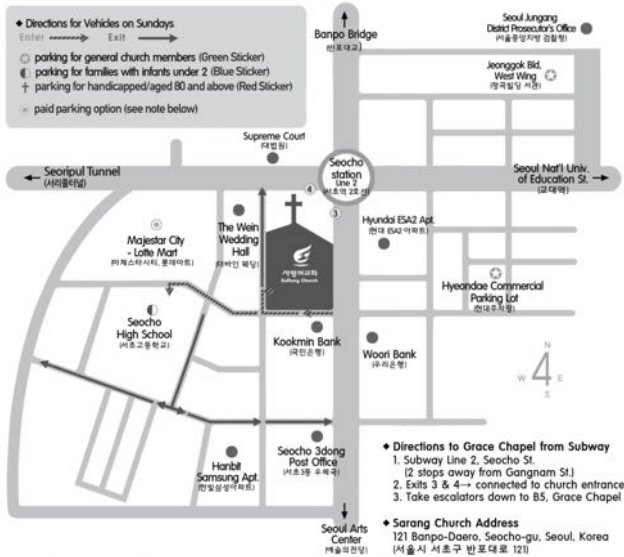 ◆ Directions for Vehicles on Sundays
Enter Exit
parking for general church members (Green Sticker)
parking for families with infants under 2 (Blue Sticker)
parking for handicapped/aged 80 and above (Red Sticker)
paid parking option (see note below)
Banpo Bridge
(반포대교)
Seoul Jungang
District Prosecutor's Office
(서울중앙지방 검찰청)
Jeonggok Bld,
West Wing
(정곡빌딩 서관)
Supreme Court
(대법원)
Seoripul Tunnel
(서리풀터널)
Seocho
station
Line 2
(서초역 2호선)
4
3
Seoul Nat'l Univ.
of Education St.
(교대역)
Majestar City
- Lotte Mart
(마제스타시티, 롯데마트)
The Wein
Wedding
Hall
(더바인 웨딩)
사랑의교회
SaRang Church
Hyundai ESA2 Apt.
(현대 ESA2 아파트)
Hyeondae Commercial
Parking Lot
(현대주차장)
Seocho
High School
(서초고등학교)
Kookmin Bank
(국민은행)
Woori Bank
(우리은행)
N
W 4 E
S
Hanbit
Samsung Apt.
(한빛삼성아파트)
Seocho 3dong
Post Office
(서초3동 우체국)
Seoul Arts
Center
(예술의전당)
◆ Directions to Grace Chapel from Subway
1. Subway Line 2, Seocho St.
(2 stops away from Gangnam St.)
2. Exits 3 & 4→ connected to church entrance
3. Take escalators down to B5, Grace Chapel
◆ Sarang Church Address
121 Banpo-Daero, Seocho-gu, Seoul, Korea
(서울시 서초구 반포대로 121)